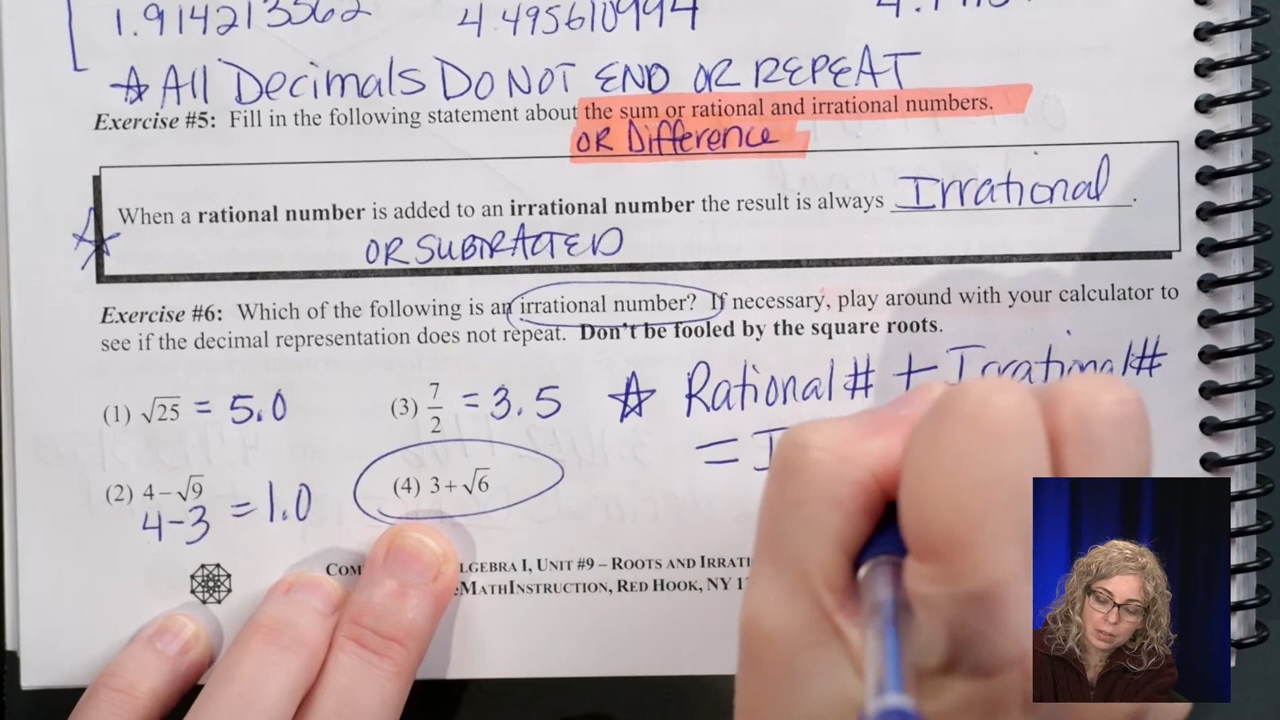 1.914213562 4.495610994
☆ All Decimals DO NOT END OR REPEAT
Exercise #5: Fill in the following statement about the sum or rational and irrational numbers.
OR Difference
When a rational number is added to an irrational number the result is always Irrational.
OR SUBTRACTED
Exercise #6: Which of the following is an irrational number? If necessary, play around with your calculator to
see if the decimal representation does not repeat. Don't be fooled by the square roots.
(1) √25 = 5.0 (3) 7/2 = 3.5 ☆ Rational # + Irrational #
= I
(2) 4 – √9 (4) 3 + √6
4 - 3 = 1.0
LGEBRA I, UNIT #9 – ROOTS AND
MATHINSTRUCTION, RED HOOK, NY